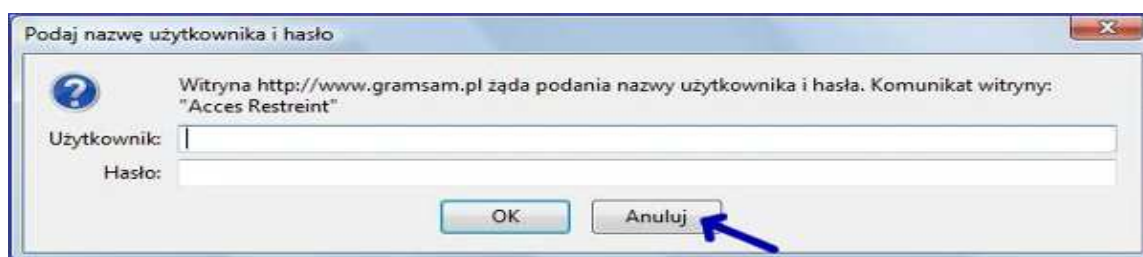 Podaj nazwę użytkownika i hasło
Witryna http://www.gramsam.pl żąda podania nazwy użytkownika i hasła. Komunikat witryny:
"Acces Restreint"
Użytkownik:
Hasło:
OK Anuluj